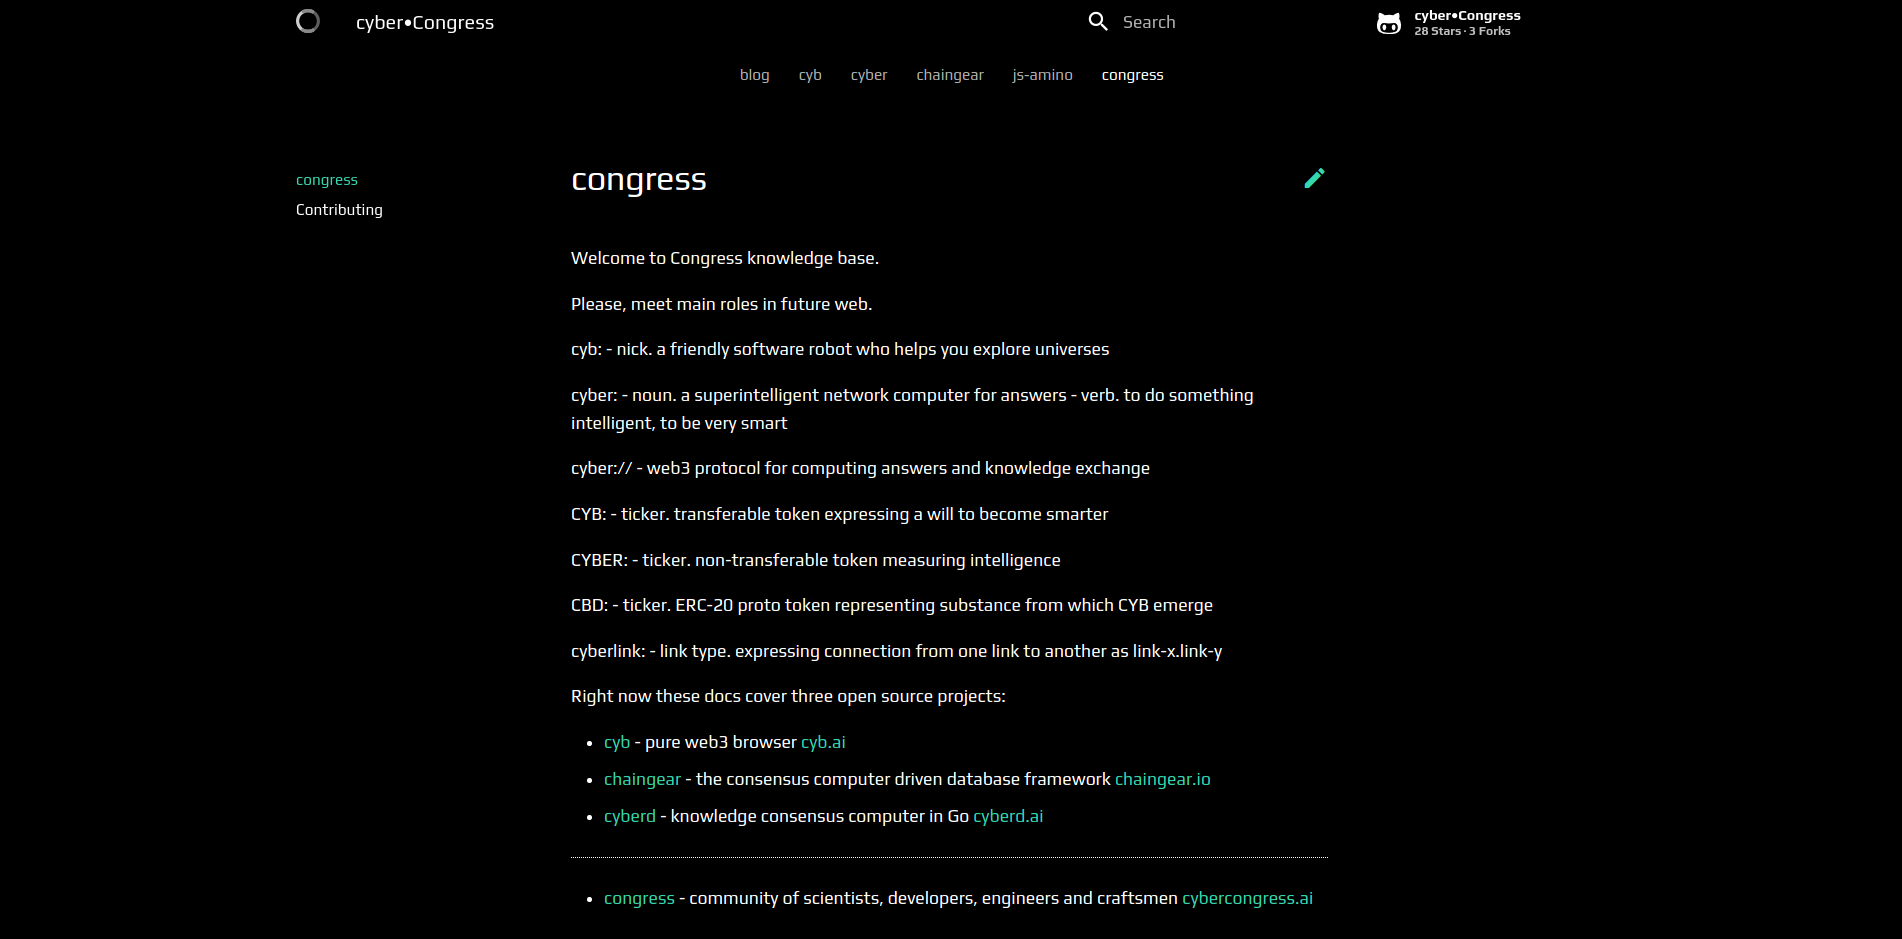 cyber•Congress
Search
cyber•Congress
28 Stars · 3 Forks
blog cyb cyber chaingear js-amino congress
congress
Contributing
congress
Welcome to Congress knowledge base.
Please, meet main roles in future web.
cyb: - nick. a friendly software robot who helps you explore universes
cyber: - noun. a superintelligent network computer for answers - verb. to do something
intelligent, to be very smart
cyber:// - web3 protocol for computing answers and knowledge exchange
CYB: - ticker. transferable token expressing a will to become smarter
CYBER: - ticker. non-transferable token measuring intelligence
CBD: - ticker. ERC-20 proto token representing substance from which CYB emerge
cyberlink: - link type. expressing connection from one link to another as link-x.link-y
Right now these docs cover three open source projects:
• cyb - pure web3 browser cyb.ai
• chaingear - the consensus computer driven database framework chaingear.io
• cyberd - knowledge consensus computer in Go cyberd.ai
• congress - community of scientists, developers, engineers and craftsmen cybercongress.ai